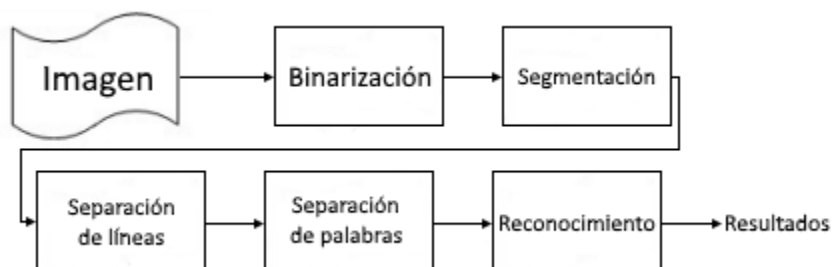 Imagen
Binarización
Segmentación
Separación
de líneas
Separación
de palabras
Reconocimiento
Resultados